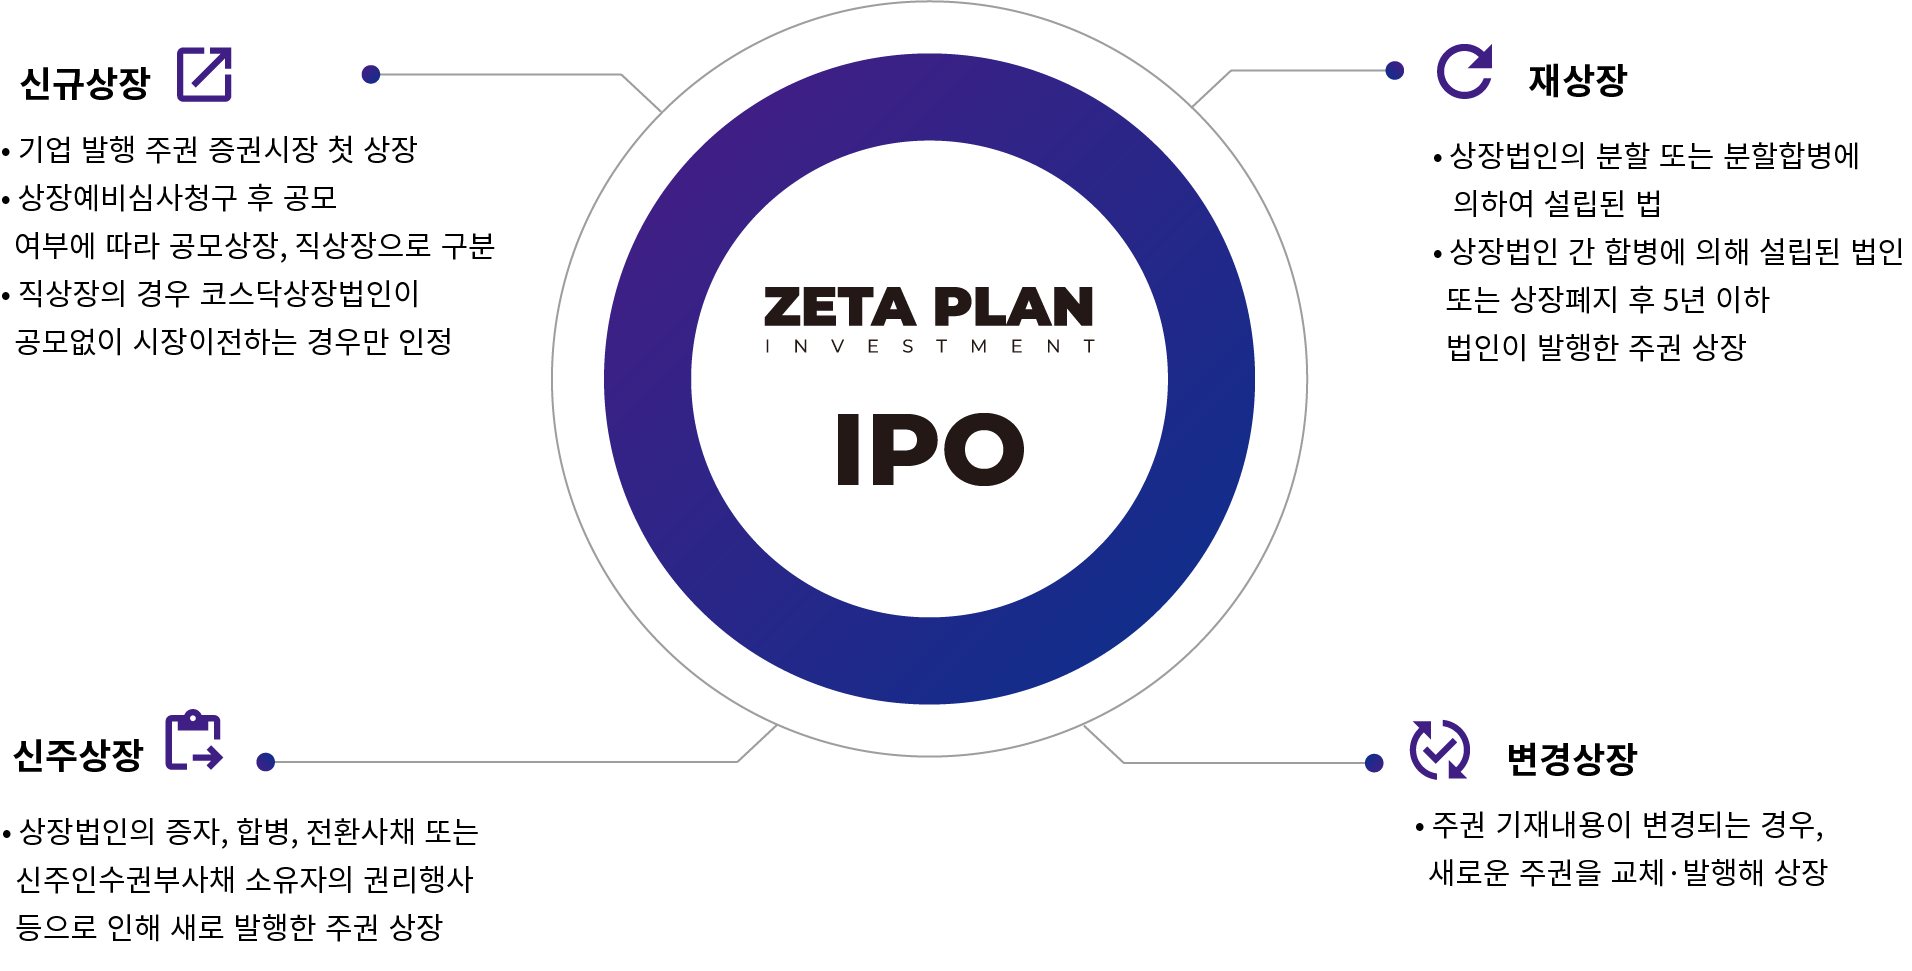 신규상장
• 기업 발행 주권 증권시장 첫 상장
• 상장예비심사청구 후 공모
여부에 따라 공모상장, 직상장으로 구분
• 직상장의 경우 코스닥상장법인이
공모없이 시장이전하는 경우만 인정
재상장
• 상장법인의 분할 또는 분할합병에
의하여 설립된 법
• 상장법인 간 합병에 의해 설립된 법인
또는 상장폐지 후 5년 이하
법인이 발행한 주권 상장
ZETA PLAN
INVESTMENT
IPO
신주상장
• 상장법인의 증자, 합병, 전환사채 또는
신주인수권부사채 소유자의 권리행사
등으로 인해 새로 발행한 주권 상장
변경상장
• 주권 기재내용이 변경되는 경우,
새로운 주권을 교체·발행해 상장